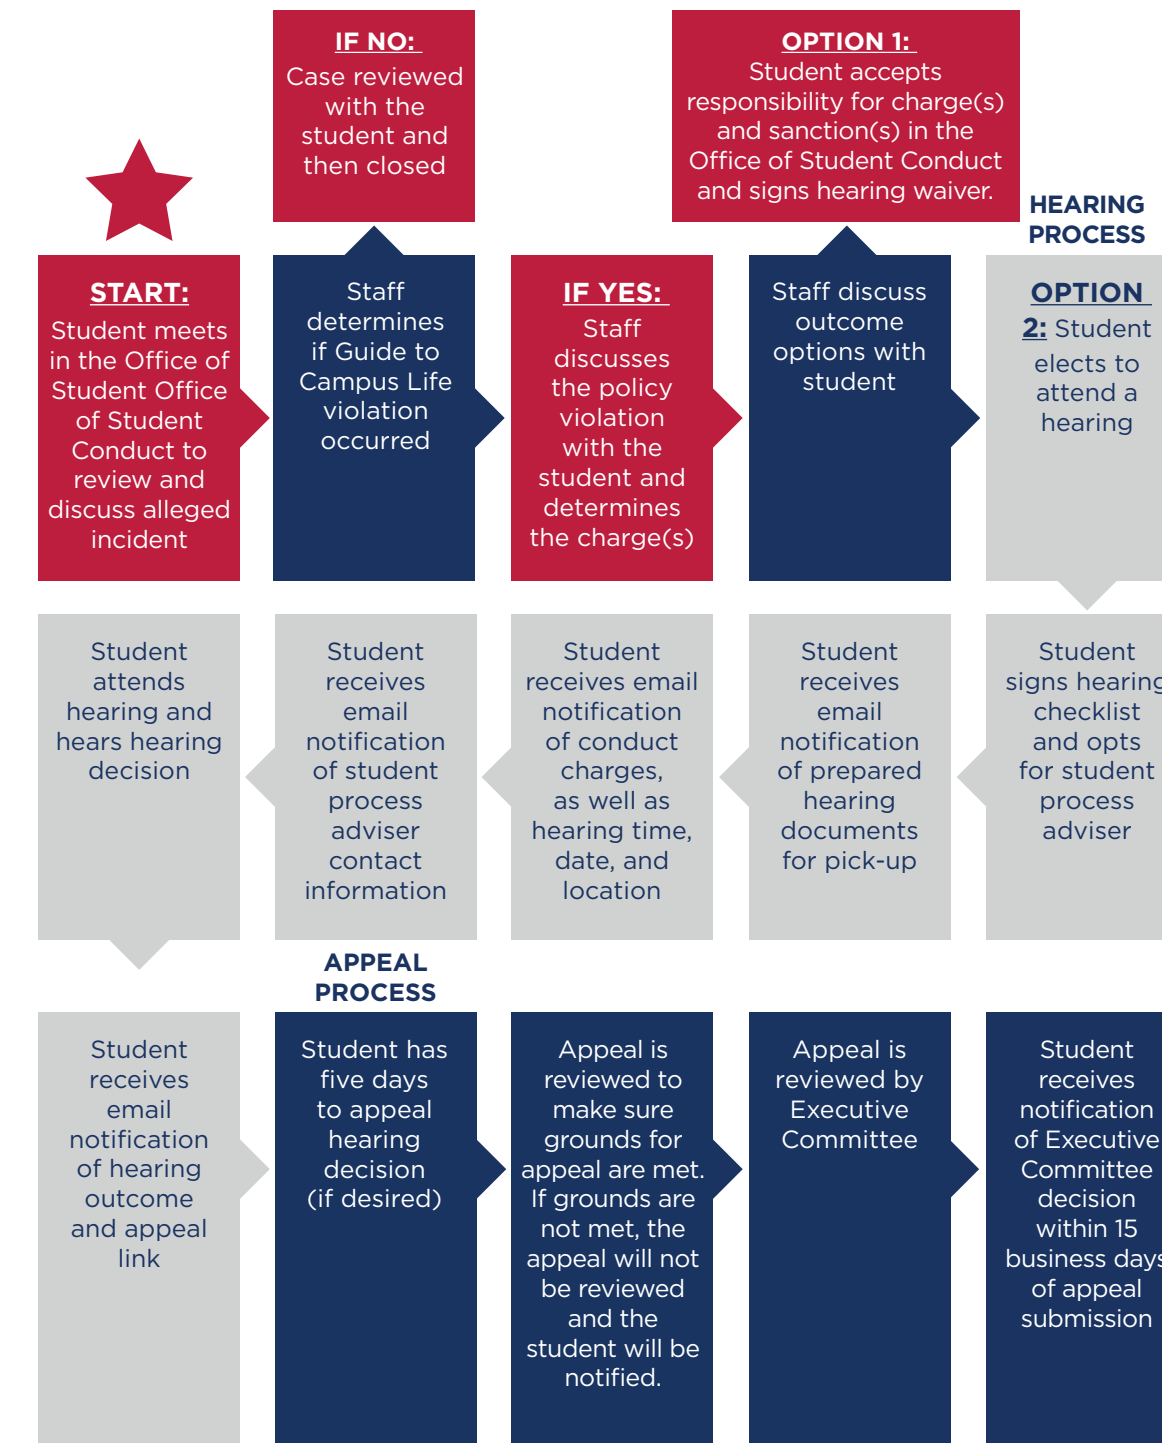 IF NO:
Case reviewed
with the
student and
then closed
OPTION 1:
Student accepts
responsibility for charge(s)
and sanction(s) in the
Office of Student Conduct
and signs hearing waiver.
HEARING
PROCESS
START:
Student meets
in the Office of
Student Office
of Student
Conduct to
review and
discuss alleged
incident
Staff
determines
if Guide to
Campus Life
violation
occurred
IF YES:
Staff
discusses
the policy
violation
with the
student and
determines
the charge(s)
Staff discuss
outcome
options with
student
OPTION
2: Student
elects to
attend a
hearing
Student
signs hearing
checklist
and opts
for student
process
adviser
Student
receives
email
notification
of prepared
hearing
documents
for pick-up
Student
receives email
notification
of conduct
charges,
as well as
hearing time,
date, and
location
Student
receives
email
notification
of student
process
adviser
contact
information
Student
attends
hearing and
hears hearing
decision
Student
receives
email
notification
of hearing
outcome
and appeal
link
APPEAL
PROCESS
Student has
five days
to appeal
hearing
decision
(if desired)
Appeal is
reviewed to
make sure
grounds for
appeal are met.
If grounds are
not met, the
appeal will not
be reviewed
and the
student will be
notified.
Appeal is
reviewed by
Executive
Committee
Student
receives
notification
of Executive
Committee
decision
within 15
business days
of appeal
submission